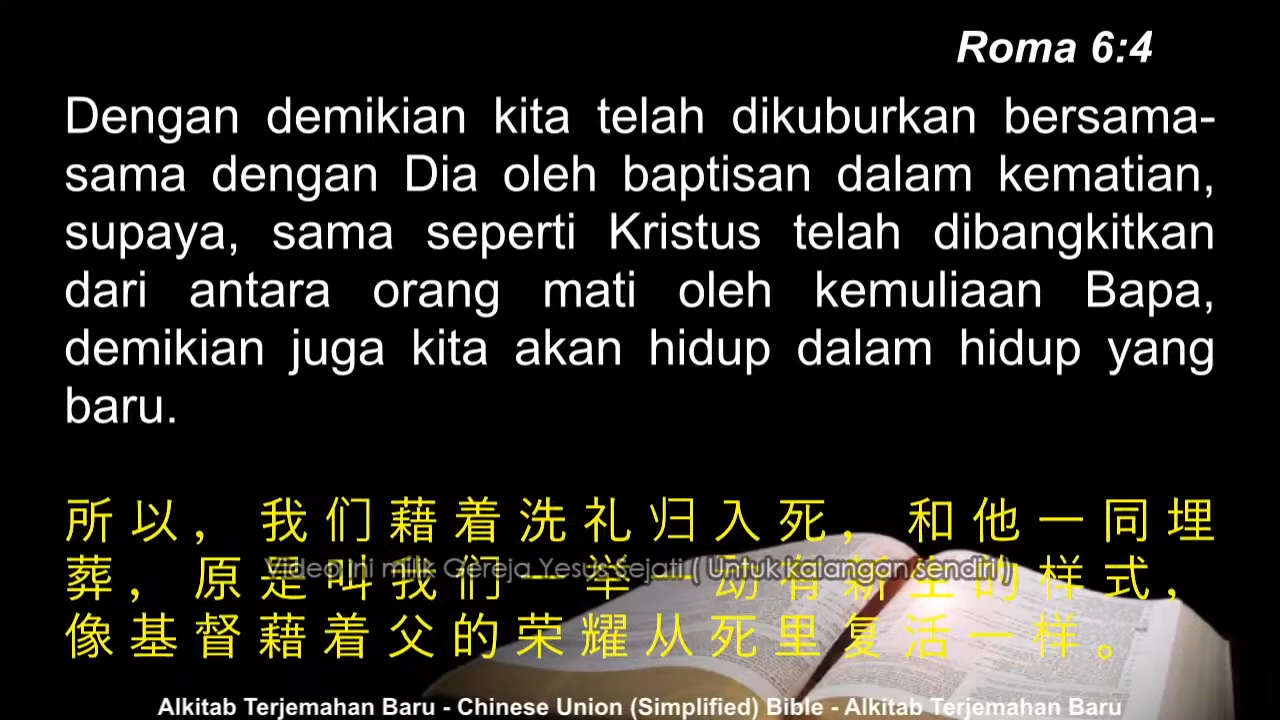 Roma 6:4
Dengan demikian kita telah dikuburkan bersama-
sama dengan Dia oleh baptisan dalam kematian,
supaya, sama seperti Kristus telah dibangkitkan
dari antara orang mati oleh kemuliaan Bapa,
demikian juga kita akan hidup dalam hidup yang
baru.
所以，我们藉着洗礼归入死，和他一同埋
葬，原是叫我们一举一动有新生的样式，
Video ini milik Gereja Yesus Sejati ( Untuk kalangan sendiri )
像基督藉着父的荣耀从死里复活一样。
Alkitab Terjemahan Baru - Chinese Union (Simplified) Bible - Alkitab Terjemahan Baru